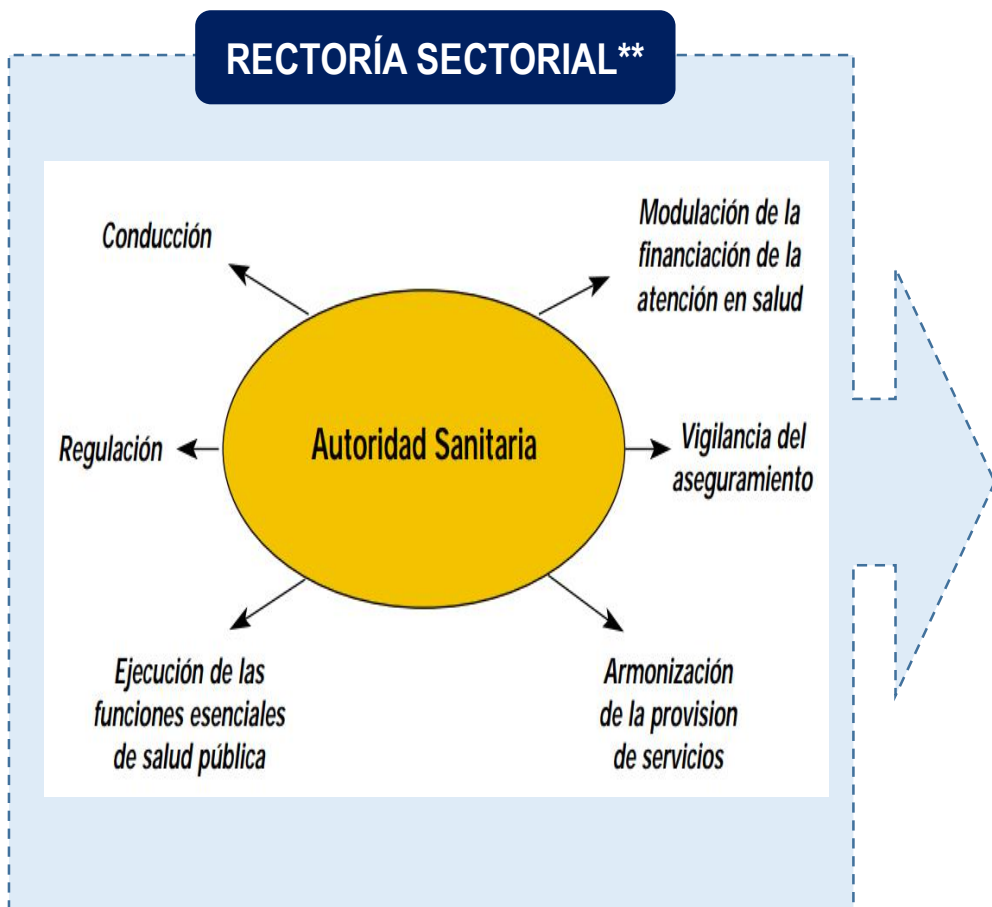 RECTORÍA SECTORIAL**
Conducción
Modulación de la
financiación de la
atención en salud
Regulación
Autoridad Sanitaria
Vigilancia del
aseguramiento
Ejecución de las
funciones esenciales
de salud pública
Armonización
de la provision
de servicios